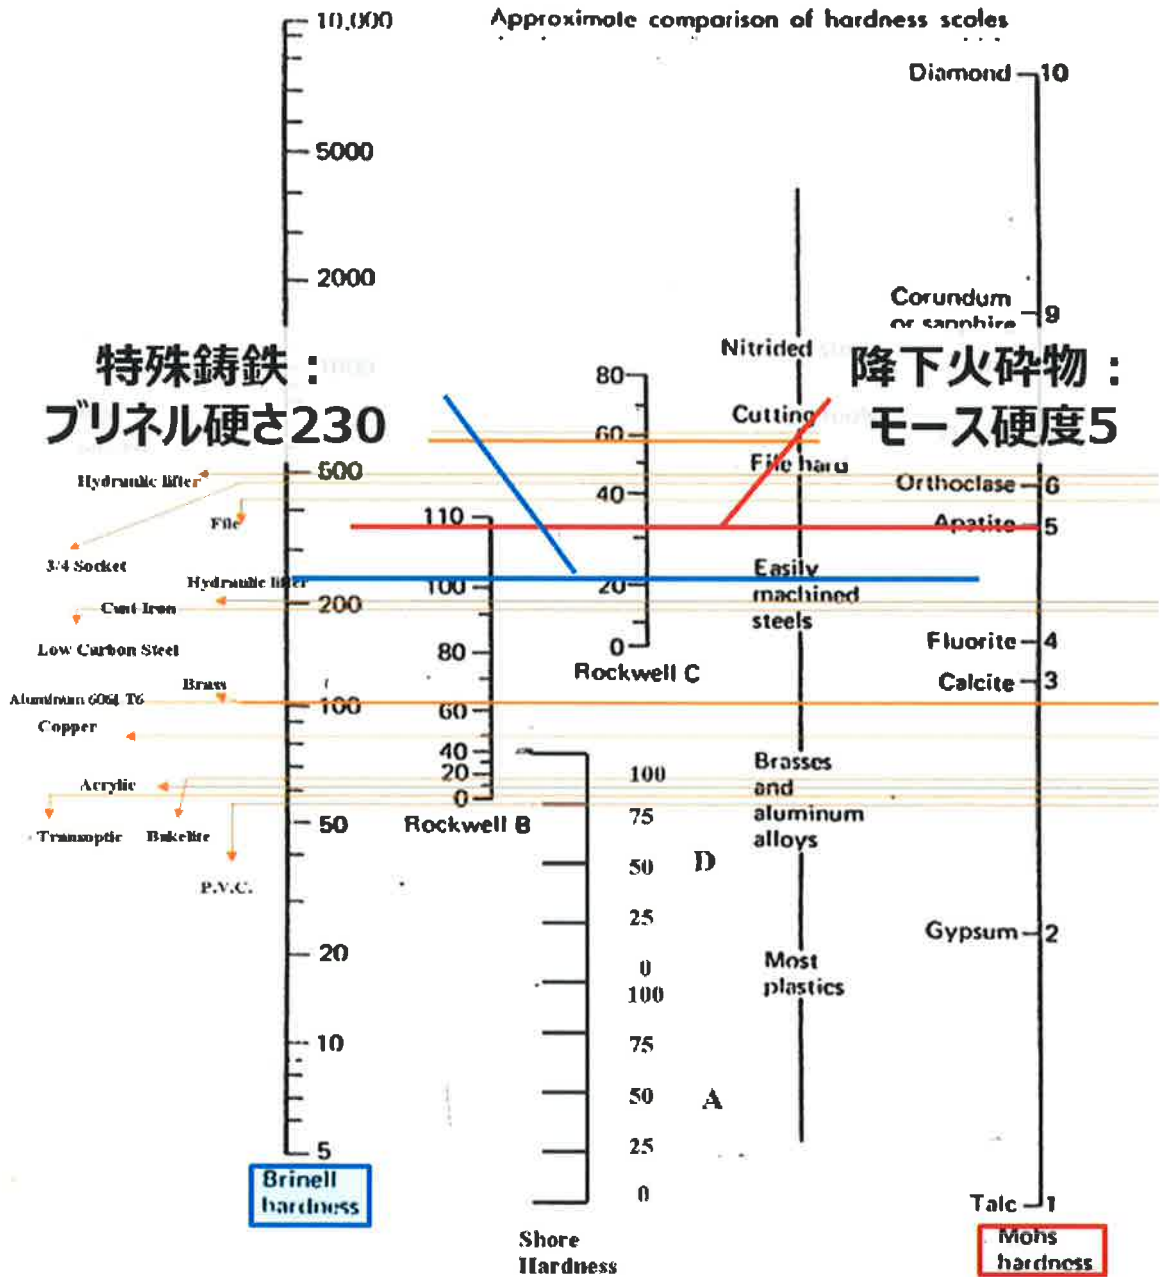 Approximate comparison of hardness scales
10,000
5000
2000
特殊鋳鉄：
ブリネル硬さ230
500
200
100
50
20
10
5
Brinell
hardness
Hydraulic lifter
File
3/4 Socket
Hydraulic lifter
Cast Iron
Low Carbon Steel
Brass
Aluminum 6061 T6
Copper
Acrylic
Transoptic
Bakelite
P.V.C.
110
100
80
60
40
20
0
Rockwell B
80
60
40
20
0
Rockwell C
100
75
50
25
0
D
100
75
50
25
0
A
Shore
Hardness
Nitrided
Cutting
File hard
Easily
machined
steels
Brasses
and
aluminum
alloys
Most
plastics
Diamond 10
Corundum
or sapphire 9
降下火砕物：
モース硬度5
Orthoclase 6
Apatite 5
Fluorite 4
Calcite 3
Gypsum 2
Talc 1
Mohs
hardness